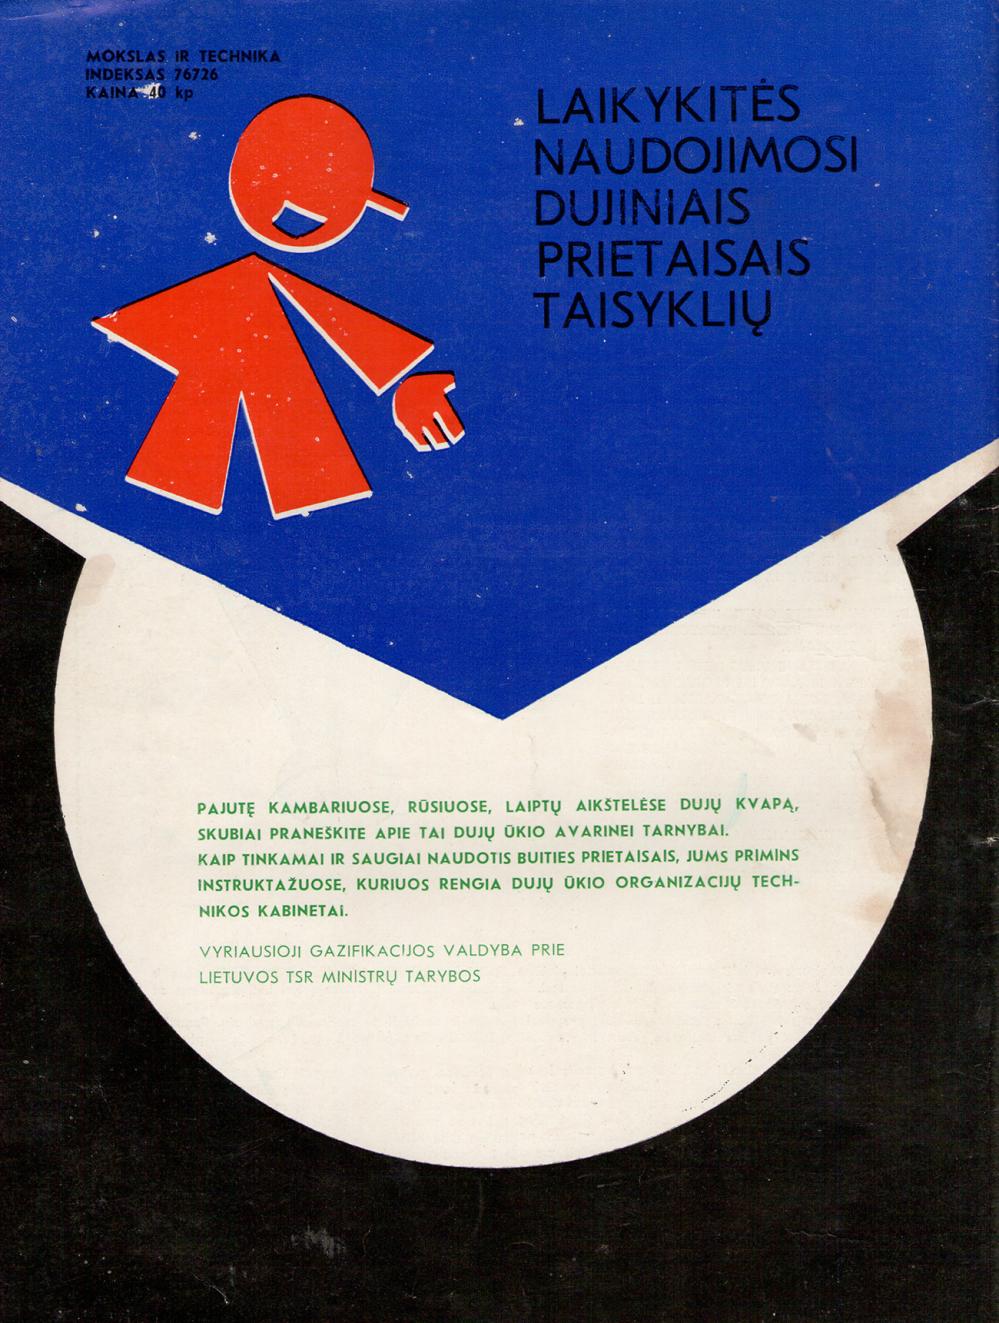 MOKSLAS IR TECHNIKA
INDEKSAS 76726
KAINA 40 kp
LAIKYKITĖS
NAUDOJIMOSI
DUJINIAIS
PRIETAISAIS
TAISYKLIŲ
PAJUTĘ KAMBARIUOSE, RŪSIUOSE, LAIPTŲ AIKŠTELĖSE DUJŲ KVAPĄ,
SKUBIAI PRANEŠKITE APIE TAI DUJŲ ŪKIO AVARINEI TARNYBAI.
KAIP TINKAMAI IR SAUGIAI NAUDOTIS BUITIES PRIETAISAIS, JUMS PRIMINS
INSTRUKTAŽUOSE, KURIUOS RENGIA DUJŲ ŪKIO ORGANIZACIJŲ TECH-
NIKOS KABINETAI.
VYRIAUSIOJI GAZIFIKACIJOS VALDYBA PRIE
LIETUVOS TSR MINISTRŲ TARYBOS